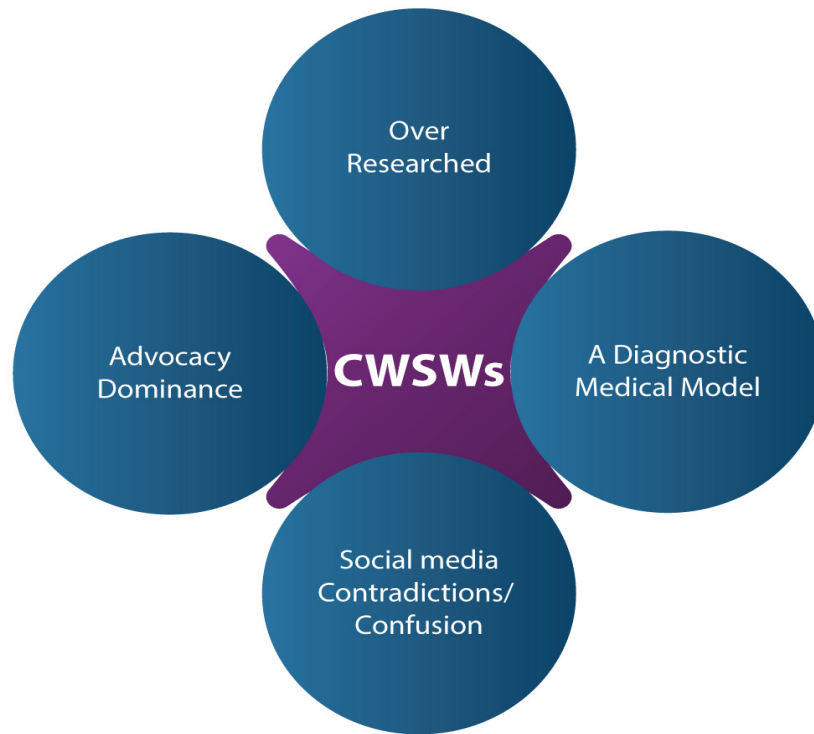 Over
Researched
Advocacy
Dominance
CWSWs
A Diagnostic
Medical Model
Social media
Contradictions/
Confusion